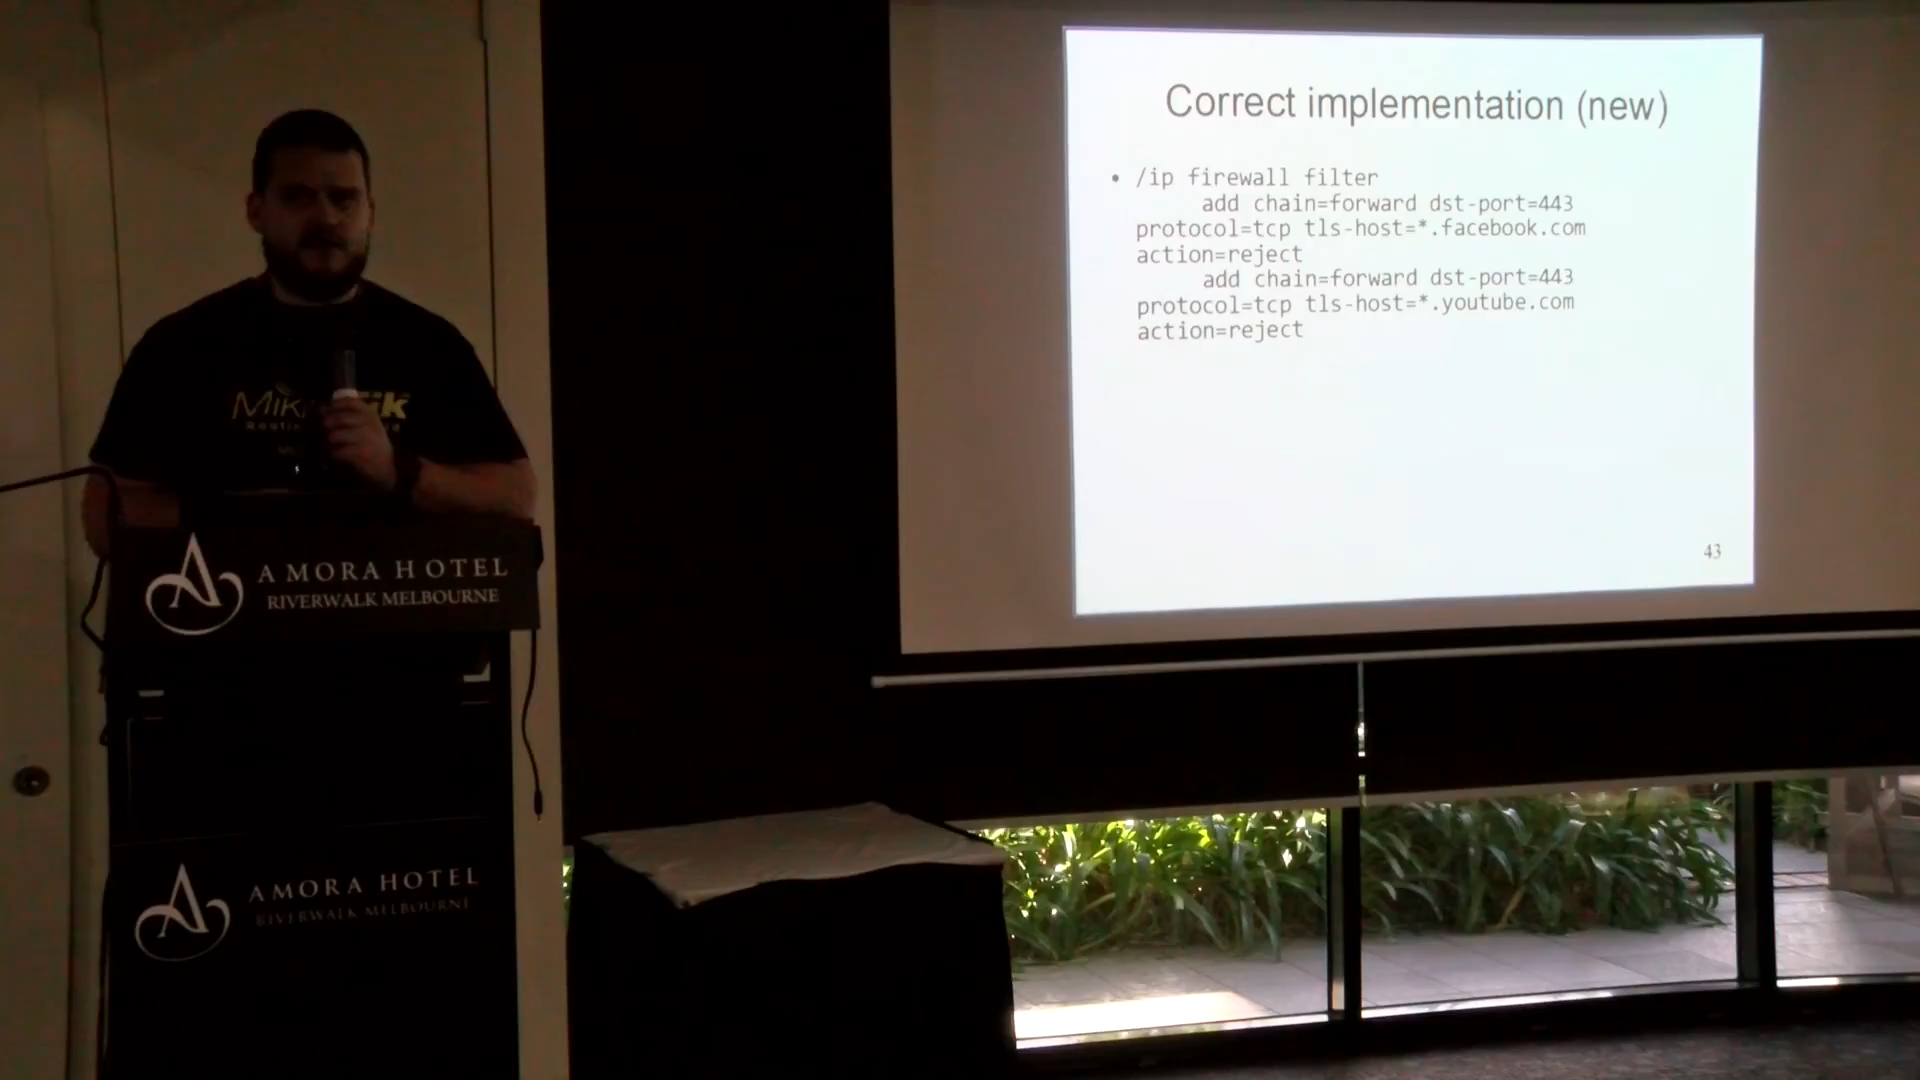 Correct implementation (new)
• /ip firewall filter
add chain=forward dst-port=443
protocol=tcp tls-host=*.facebook.com
action=reject
add chain=forward dst-port=443
protocol=tcp tls-host=*.youtube.com
action=reject
43
AMORA HOTEL
RIVERWALK MELBOURNE
AMORA HOTEL
RIVERWALK MELBOURNE